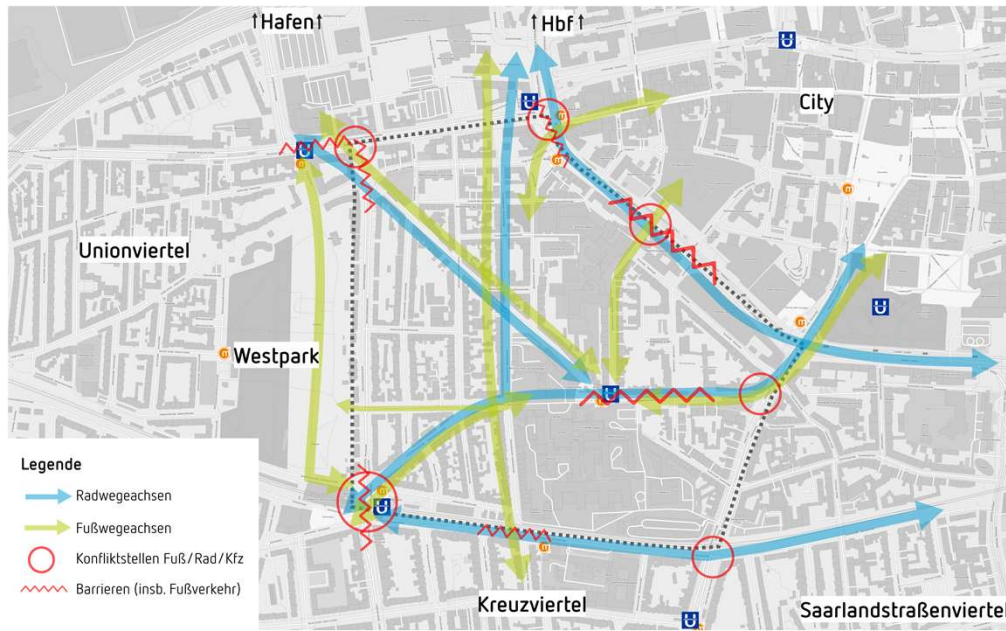 ↑Hafen↑
↑Hbf↑
City
Unionviertel
Westpark
Legende
Radwegeachsen
Fußwegeachsen
Konfliktstellen Fuß/Rad/Kfz
Barrieren (insb. Fußverkehr)
Kreuzviertel
Saarlandstraßenviertel